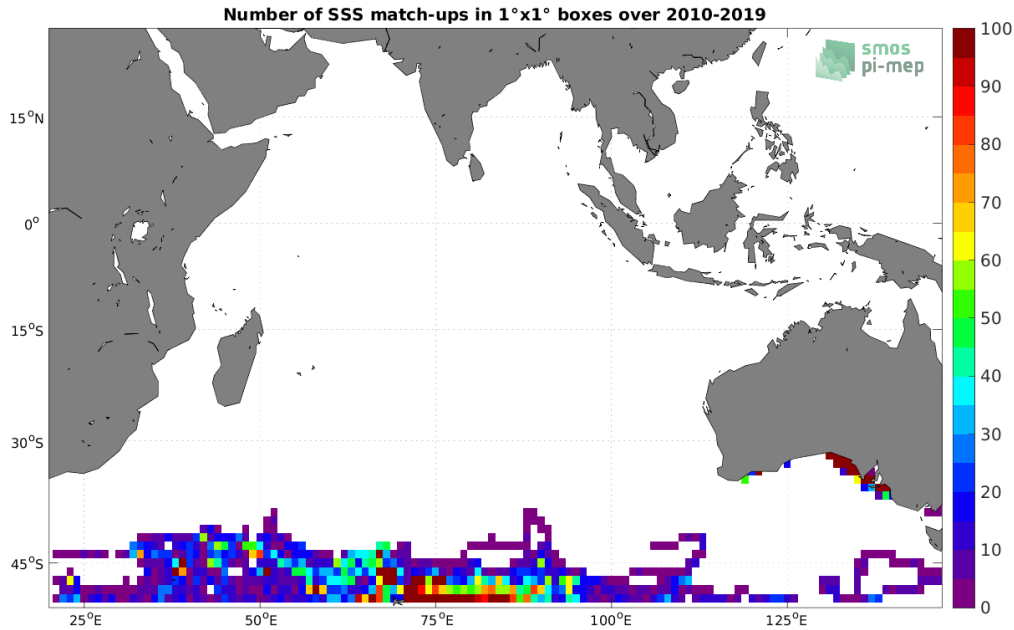 Number of SSS match-ups in 1°x1° boxes over 2010-2019
smos
pi-mep
100
90
80
70
60
50
40
30
20
10
0
15°N
0°
15°S
30°S
45°S
25°E
50°E
75°E
100°E
125°E